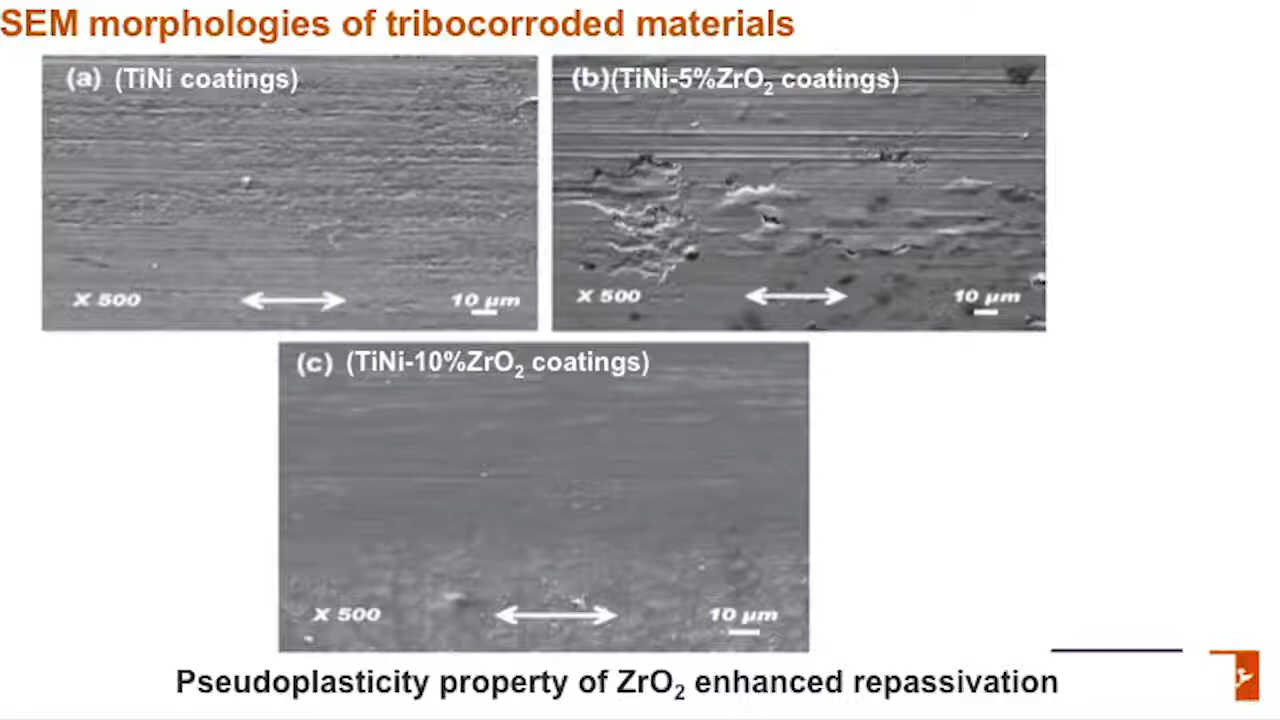 SEM morphologies of tribocorroded materials
(a) (TiNi coatings)
X 500
10 µm
(b)(TiNi-5%ZrO₂ coatings)
X 500
10 µm
(c) (TiNi-10%ZrO₂ coatings)
X 500
10 µm
Pseudoplasticity property of ZrO₂ enhanced repassivation